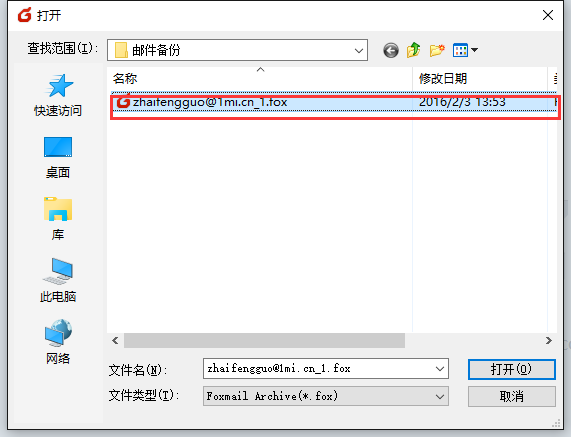 打开
查找范围(I):
邮件备份
名称
修改日期
zhaifengguo@1mi.cn_1.fox
2016/2/3 13:53
快速访问
桌面
库
此电脑
网络
文件名(N):
zhaifengguo@1mi.cn_1.fox
打开(O)
文件类型(T):
Foxmail Archive(*.fox)
取消